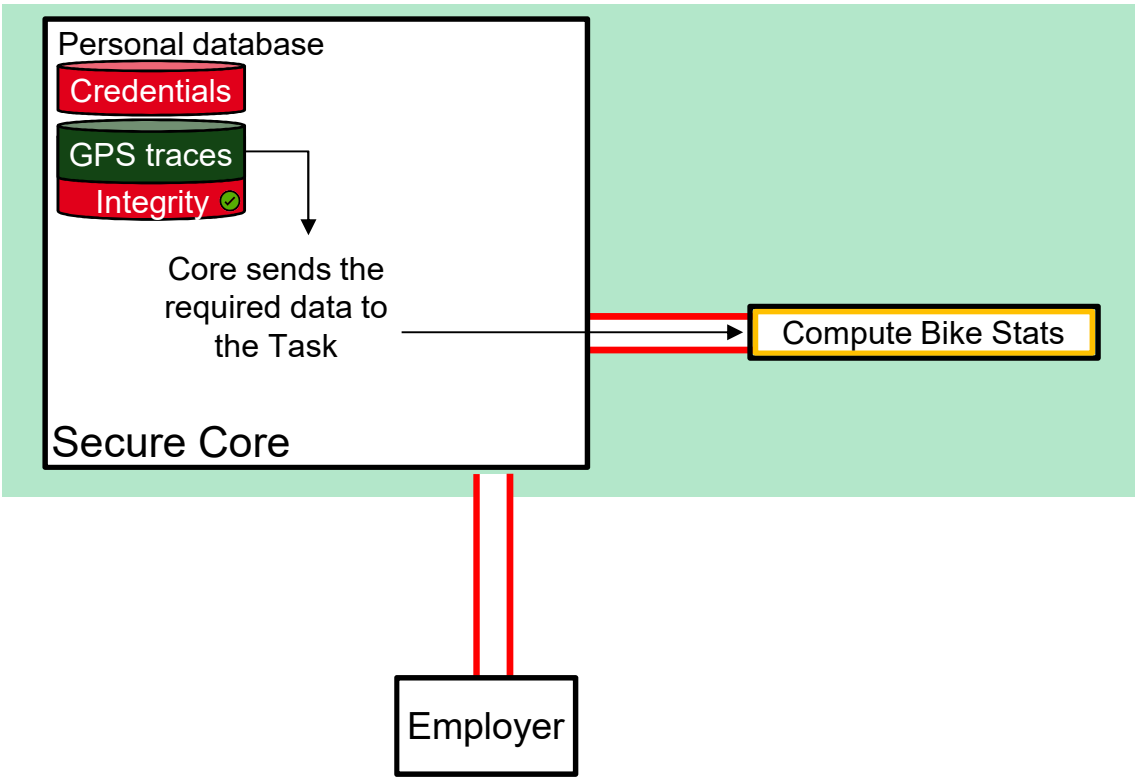 Personal database
Credentials
GPS traces
Integrity
Core sends the
required data to
the Task
Compute Bike Stats
Secure Core
Employer